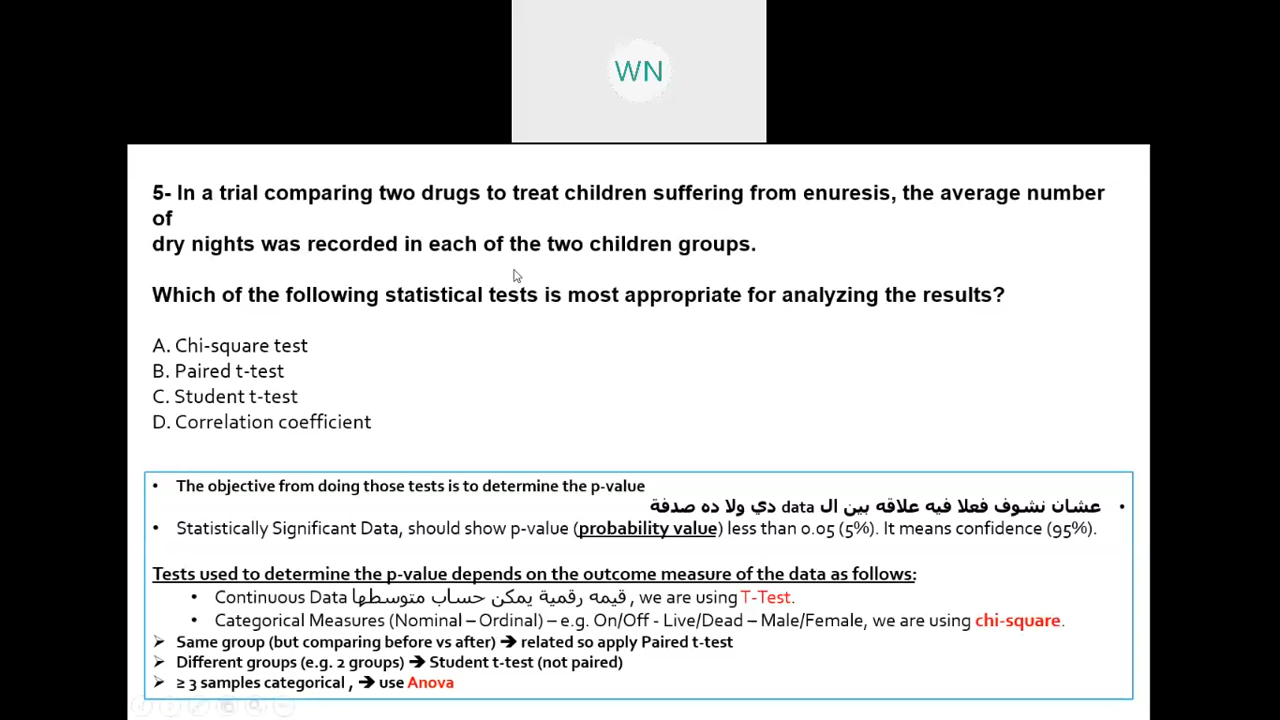 WN
5- In a trial comparing two drugs to treat children suffering from enuresis, the average number
of
dry nights was recorded in each of the two children groups.
Which of the following statistical tests is most appropriate for analyzing the results?
A. Chi-square test
B. Paired t-test
C. Student t-test
D. Correlation coefficient
• The objective from doing those tests is to determine the p-value
• عشان نشوف فعلا فيه علاقه بين ال data دي ولا ده صدفة
• Statistically Significant Data, should show p-value (probability value) less than 0.05 (5%). It means confidence (95%).
Tests used to determine the p-value depends on the outcome measure of the data as follows:
• Continuous Data قيمه رقمية يمكن حساب متوسطها , we are using T-Test.
• Categorical Measures (Nominal – Ordinal) – e.g. On/Off - Live/Dead – Male/Female, we are using chi-square.
➢ Same group (but comparing before vs after) ➔ related so apply Paired t-test
➢ Different groups (e.g. 2 groups) ➔ Student t-test (not paired)
➢ ≥ 3 samples categorical , ➔ use Anova